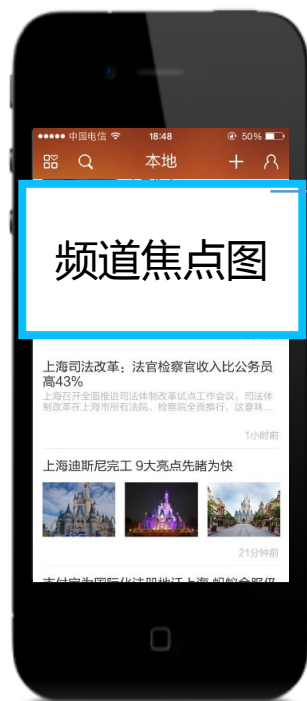 中国电信 18:48 50%
本地
频道焦点图
上海司法改革：法官检察官收入比公务员
高43%
上海召开全面推进司法体制改革试点工作会议，司法体
制改革在上海市所有法院、检察院全面推行，这意味...
1小时前
上海迪斯尼完工 9大亮点先睹为快
21分钟前